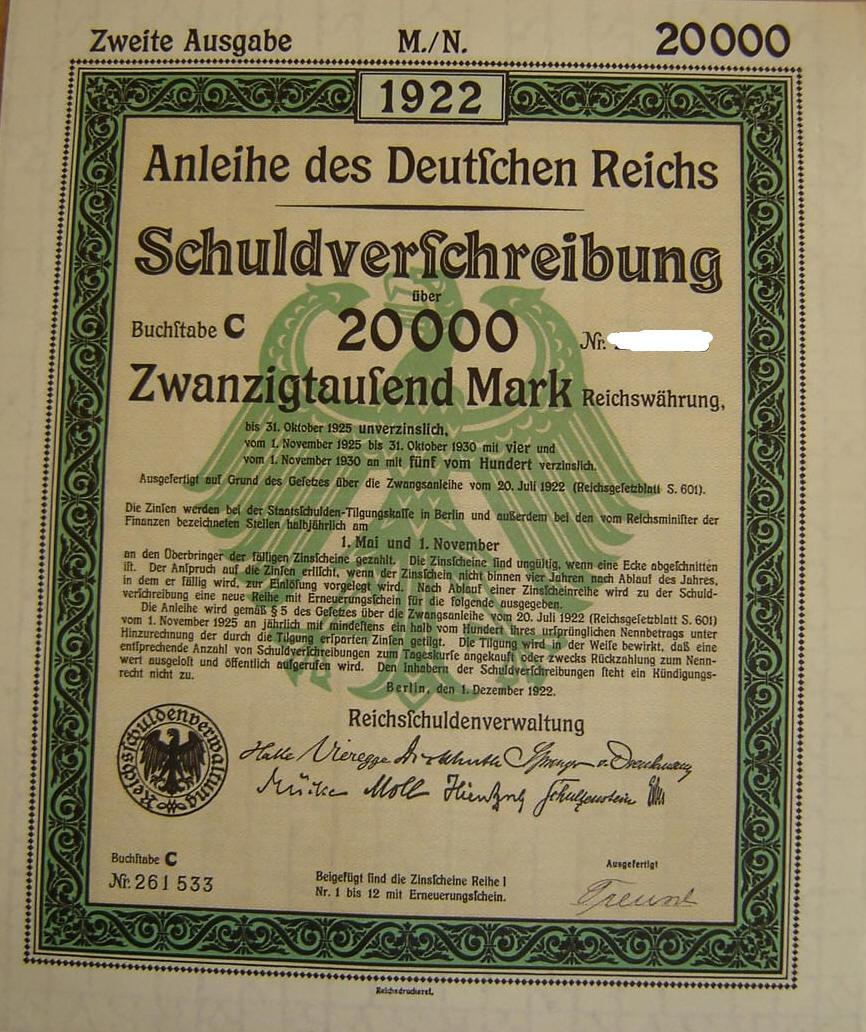 Zweite Ausgabe M./N. 20000
1922
Anleihe des Deutſchen Reichs
Schuldverſchreibung
über
Buchſtabe C 20000 Nr.
Zwanzigtauſend Mark Reichswährung,
bis 31. Oktober 1925 unverzinslich,
vom 1. November 1925 bis 31. Oktober 1930 mit vier und
vom 1. November 1930 an mit fünf vom Hundert verzinslich.
Ausgefertigt auf Grund des Geſetzes über die Zwangsanleihe vom 20. Juli 1922 (Reichsgeſetzblatt S. 601).
Die Zinſen werden bei der Staatsſchulden-Tilgungskaſſe in Berlin und außerdem bei den vom Reichsminiſter der
Finanzen bezeichneten Stellen halbjährlich am
1. Mai und 1. November
an den Überbringer der fälligen Zinsſcheine gezahlt. Die Zinsſcheine ſind ungültig, wenn eine Ecke abgeſchnitten
iſt. Der Anſpruch auf die Zinſen erliſcht, wenn der Zinsſchein nicht binnen vier Jahren nach Ablauf des Jahres,
in dem er fällig wird, zur Einlöſung vorgelegt wird. Nach Ablauf einer Zinsſcheinreihe wird zu der Schuld-
verſchreibung eine neue Reihe mit Erneuerungsſchein für die folgende ausgegeben.
Die Anleihe wird gemäß § 5 des Geſetzes über die Zwangsanleihe vom 20. Juli 1922 (Reichsgeſetzblatt S. 601)
vom 1. November 1925 an jährlich mit mindeſtens ein halb vom Hundert ihres urſprünglichen Nennbetrags unter
Hinzurechnung der durch die Tilgung erſparten Zinſen getilgt. Die Tilgung wird in der Weiſe bewirkt, daß eine
entſprechende Anzahl von Schuldverſchreibungen zum Tageskurſe angekauft oder zwecks Rückzahlung zum Nenn-
wert ausgeloſt und öffentlich aufgerufen wird. Den Inhabern der Schuldverſchreibungen ſteht ein Kündigungs-
recht nicht zu.
Berlin, den 1. Dezember 1922.
Reichsſchuldenverwaltung
Reichsſchuldenverwaltung
Halle Vieregge Springer v. Drenkmann
Mücke Moll Schulzenstein
Buchſtabe C
Nr. 261 533
Beigefügt ſind die Zinsſcheine Reihe I
Nr. 1 bis 12 mit Erneuerungsſchein.
Ausgefertigt
Reichsdruckerei.